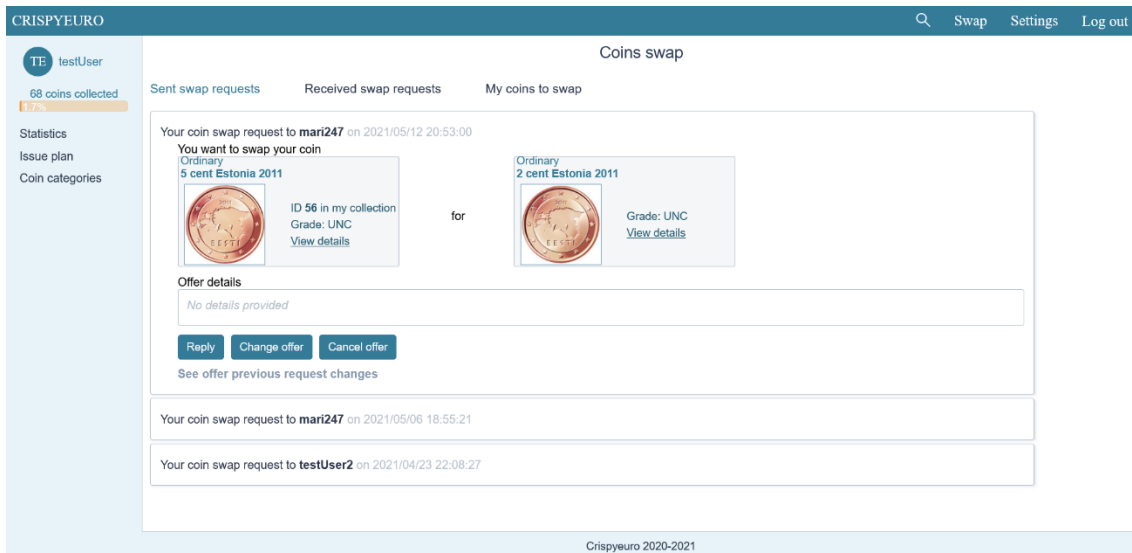 CRISPYEURO
Swap
Settings
Log out
TE
testUser
68 coins collected
1.7%
Statistics
Issue plan
Coin categories
Coins swap
Sent swap requests
Received swap requests
My coins to swap
Your coin swap request to mari247 on 2021/05/12 20:53:00
You want to swap your coin
Ordinary
5 cent Estonia 2011
2011
EESTI
ID 56 in my collection
Grade: UNC
View details
for
Ordinary
2 cent Estonia 2011
2011
EESTI
Grade: UNC
View details
Offer details
No details provided
Reply
Change offer
Cancel offer
See offer previous request changes
Your coin swap request to mari247 on 2021/05/06 18:55:21
Your coin swap request to testUser2 on 2021/04/23 22:08:27
Crispyeuro 2020-2021